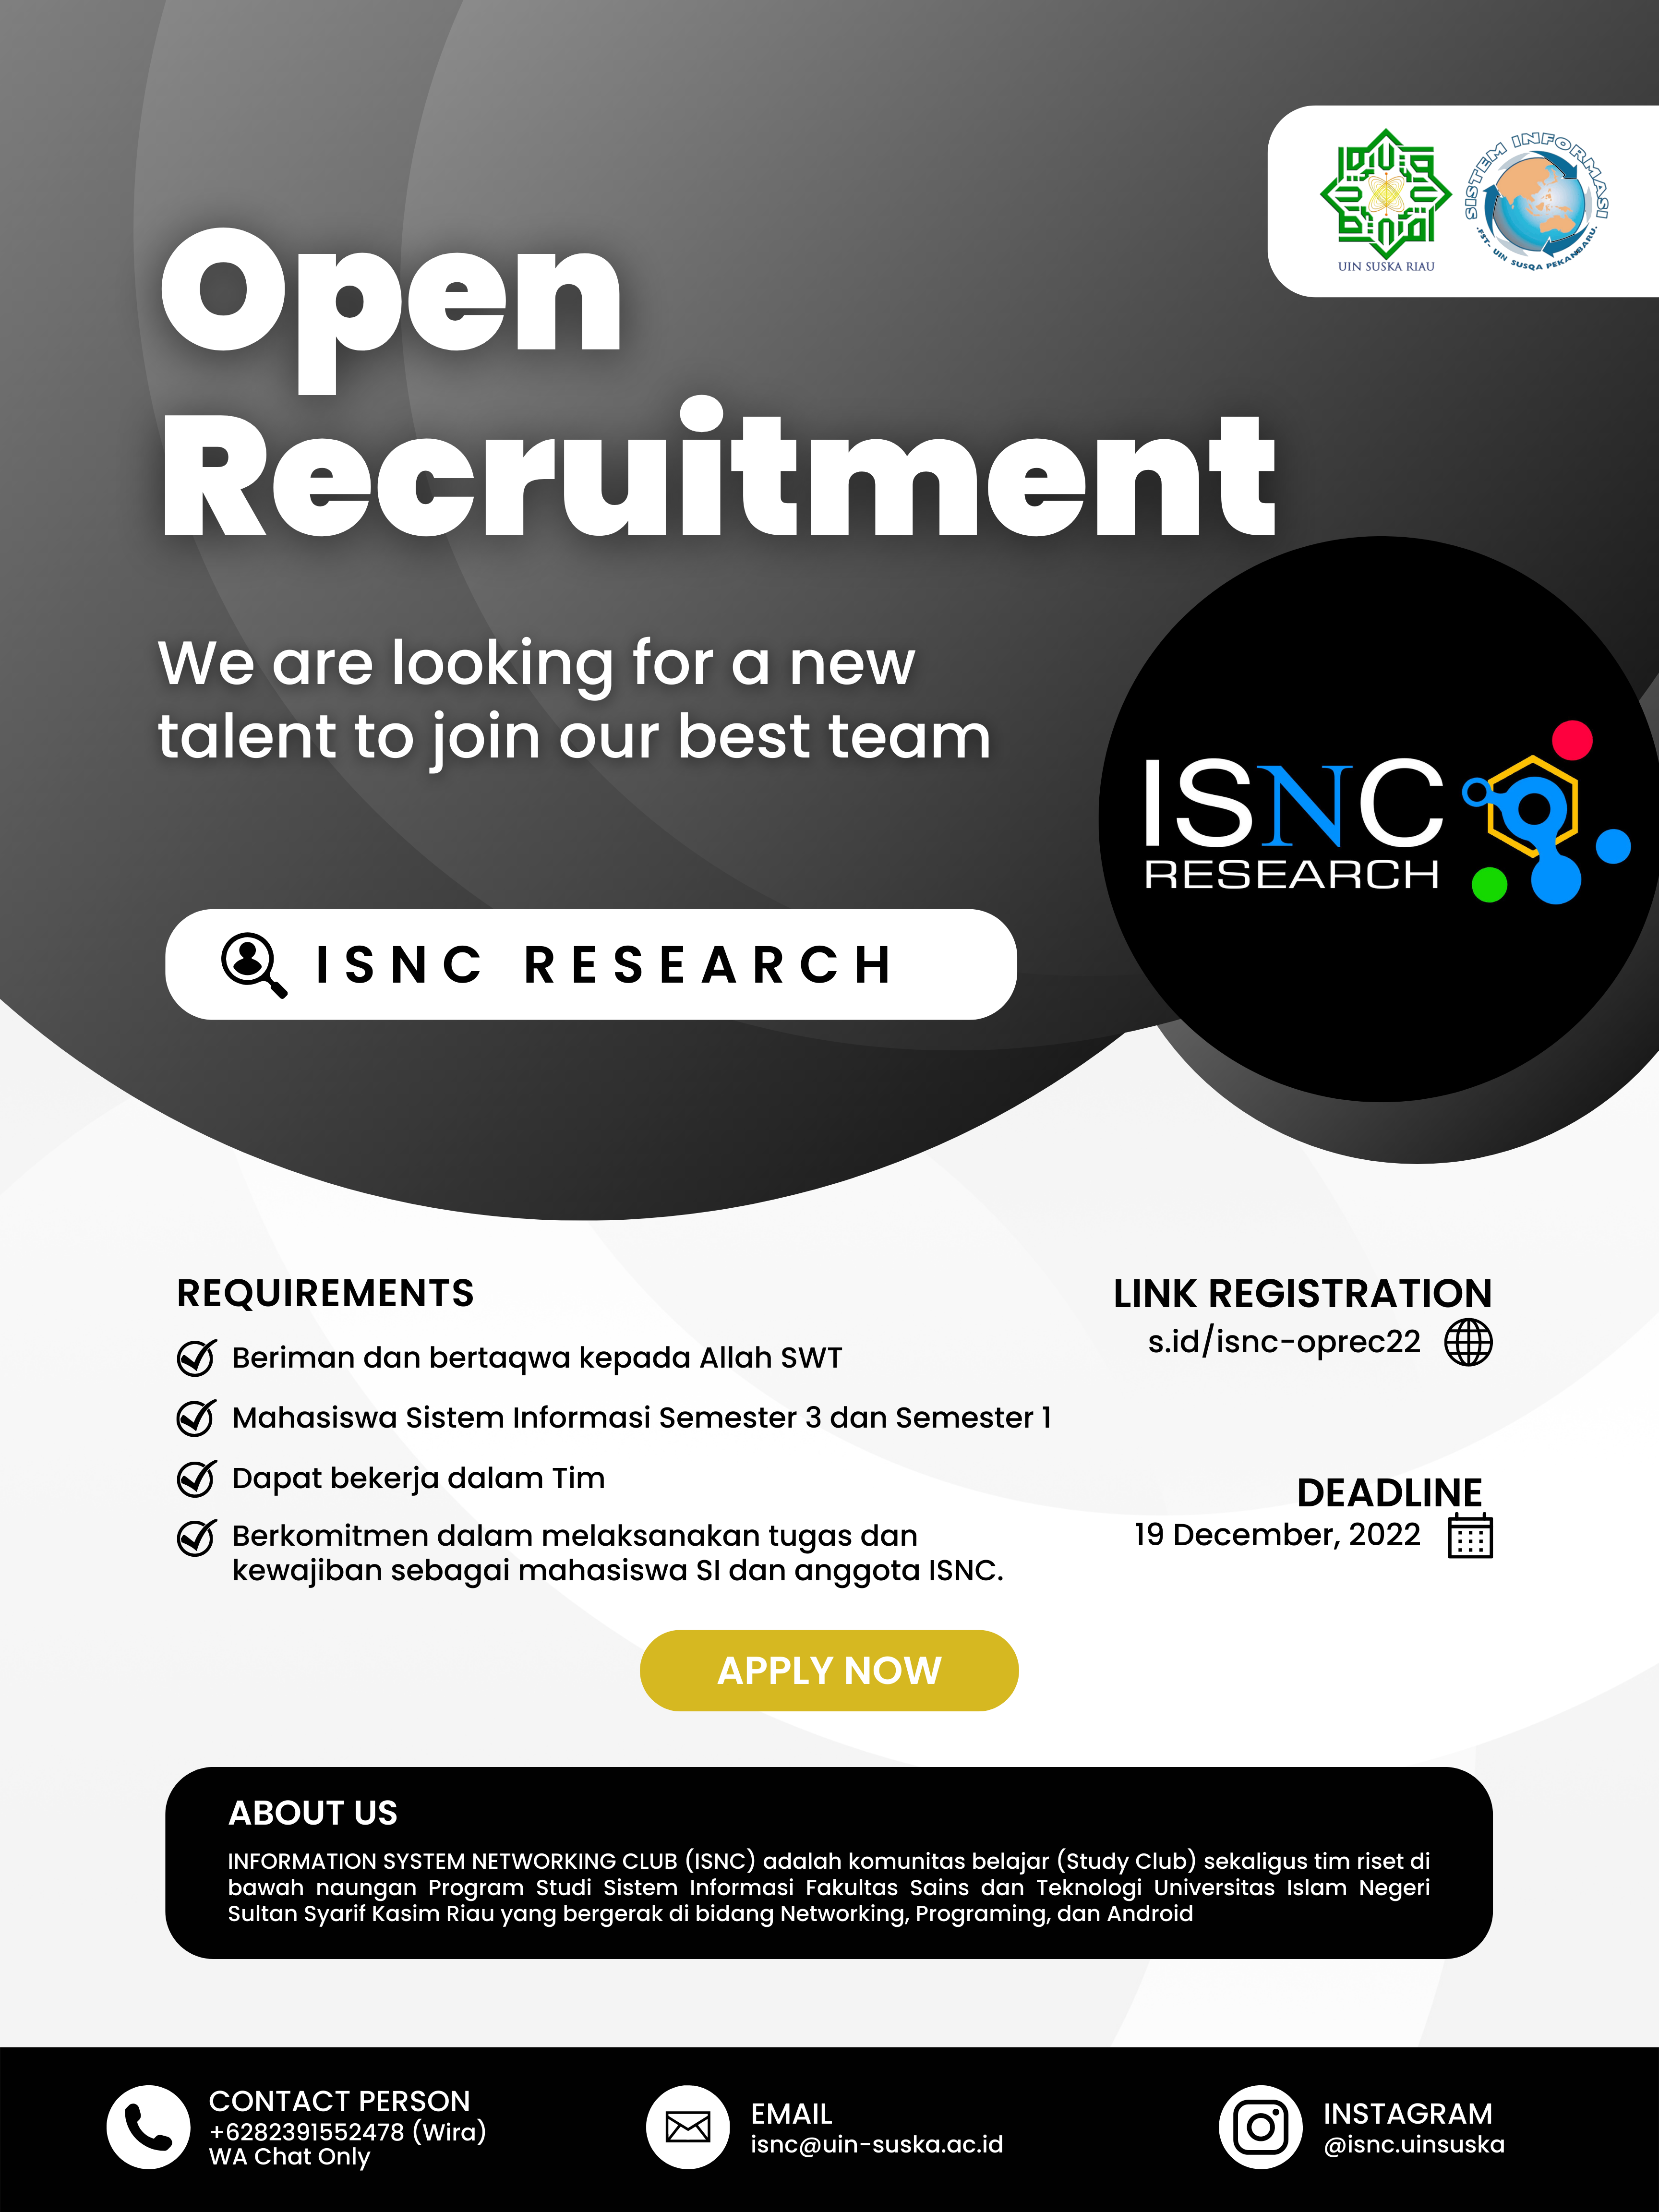 UIN SUSKA RIAU
SISTEM INFORMASI
.FST- UIN SUSQA PEKANBARU.
Open
Recruitment
We are looking for a new
talent to join our best team
ISNC
RESEARCH
ISNC RESEARCH
REQUIREMENTS
Beriman dan bertaqwa kepada Allah SWT
Mahasiswa Sistem Informasi Semester 3 dan Semester 1
Dapat bekerja dalam Tim
Berkomitmen dalam melaksanakan tugas dan
kewajiban sebagai mahasiswa SI dan anggota ISNC.
LINK REGISTRATION
s.id/isnc-oprec22
DEADLINE
19 December, 2022
APPLY NOW
ABOUT US
INFORMATION SYSTEM NETWORKING CLUB (ISNC) adalah komunitas belajar (Study Club) sekaligus tim riset di
bawah naungan Program Studi Sistem Informasi Fakultas Sains dan Teknologi Universitas Islam Negeri
Sultan Syarif Kasim Riau yang bergerak di bidang Networking, Programing, dan Android
CONTACT PERSON
+6282391552478 (Wira)
WA Chat Only
EMAIL
isnc@uin-suska.ac.id
INSTAGRAM
@isnc.uinsuska